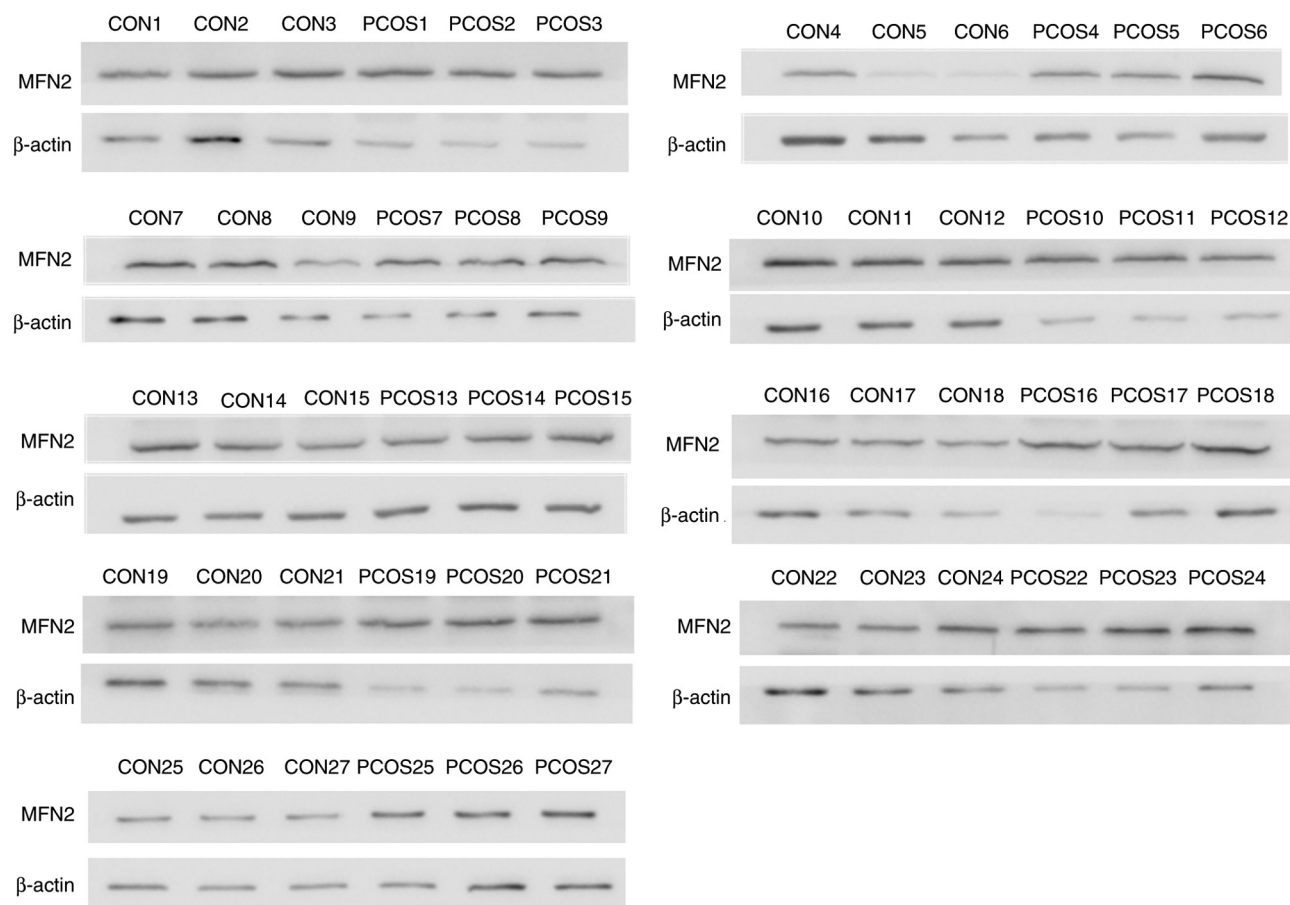 CON1 CON2 CON3 PCOS1 PCOS2 PCOS3
MFN2
β-actin
CON4 CON5 CON6 PCOS4 PCOS5 PCOS6
MFN2
β-actin
CON7 CON8 CON9 PCOS7 PCOS8 PCOS9
MFN2
β-actin
CON10 CON11 CON12 PCOS10 PCOS11 PCOS12
MFN2
β-actin
CON13 CON14 CON15 PCOS13 PCOS14 PCOS15
MFN2
β-actin
CON16 CON17 CON18 PCOS16 PCOS17 PCOS18
MFN2
β-actin
CON19 CON20 CON21 PCOS19 PCOS20 PCOS21
MFN2
β-actin
CON22 CON23 CON24 PCOS22 PCOS23 PCOS24
MFN2
β-actin
CON25 CON26 CON27 PCOS25 PCOS26 PCOS27
MFN2
β-actin